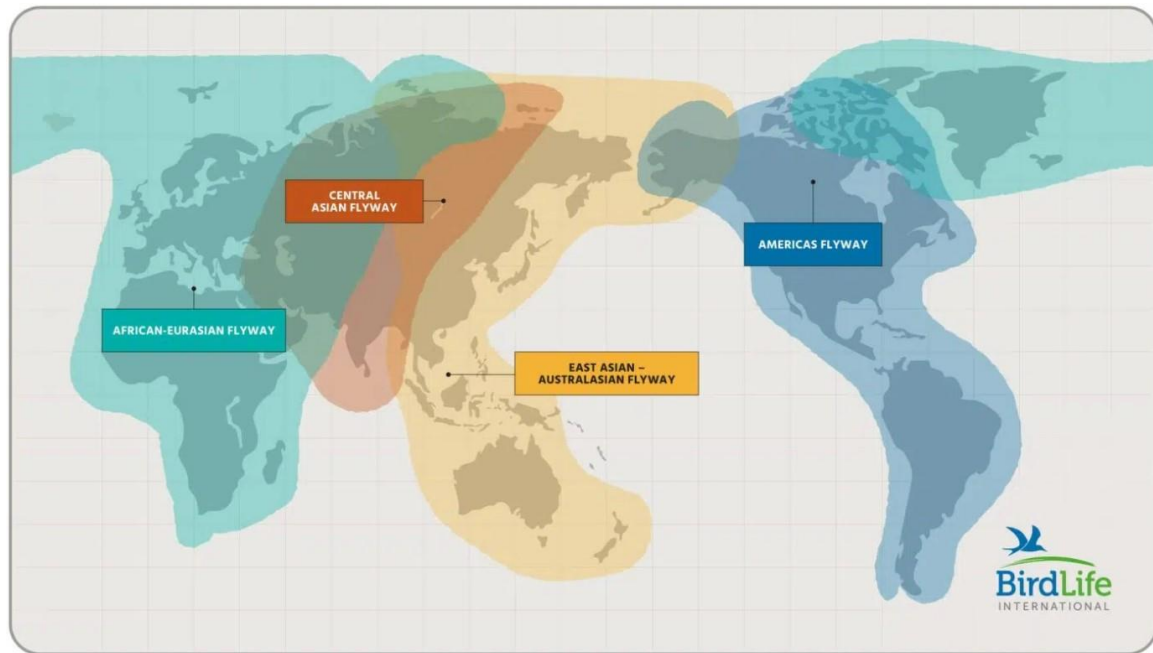 CENTRAL
ASIAN FLYWAY
AMERICAS FLYWAY
AFRICAN-EURASIAN FLYWAY
EAST ASIAN –
AUSTRALASIAN FLYWAY
BirdLife
INTERNATIONAL